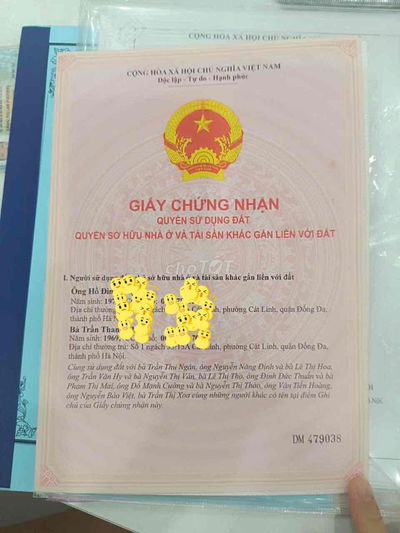 CỘNG HÒA XÃ HỘI CHỦ NGHĨA
CỘNG HÒA XÃ HỘI CHỦ NGHĨA VIỆT NAM
Độc lập - Tự do - Hạnh phúc
GIẤY CHỨNG NHẬN
QUYỀN SỬ DỤNG ĐẤT
QUYỀN SỞ HỮU NHÀ Ở VÀ TÀI SẢN KHÁC GẮN LIỀN VỚI ĐẤT
I. Người sử dụng sở hữu nhà ở và tài sản khác gắn liền với đất
Ông Hồ
Năm sinh:
Địa chỉ thường phường Cát Linh, quận Đống Đa,
thành phố Hà
Bà Trần
Năm sinh: 1969
Địa chỉ thường trú: Số 1 ngách phường Cát Linh, quận Đống Đa,
thành phố Hà Nội.
Cùng sử dụng đất với bà Trần Thu Ngân, ông Nguyễn Năng Định và bà Lê Thị Hoa,
ông Trần Văn Hy và bà Nguyễn Thị Vân, bà Lê Thị Thọ, ông Đinh Đức Thuấn và bà
Phạm Thị Mai, ông Đỗ Mạnh Cường và bà Nguyễn Thị Thảo, ông Văn Tiến Hoàng,
ông Nguyễn Bảo Việt, bà Trần Thị Xoa cùng những người khác có tên tại điểm Ghi
chú của Giấy chứng nhận này
DM 479038